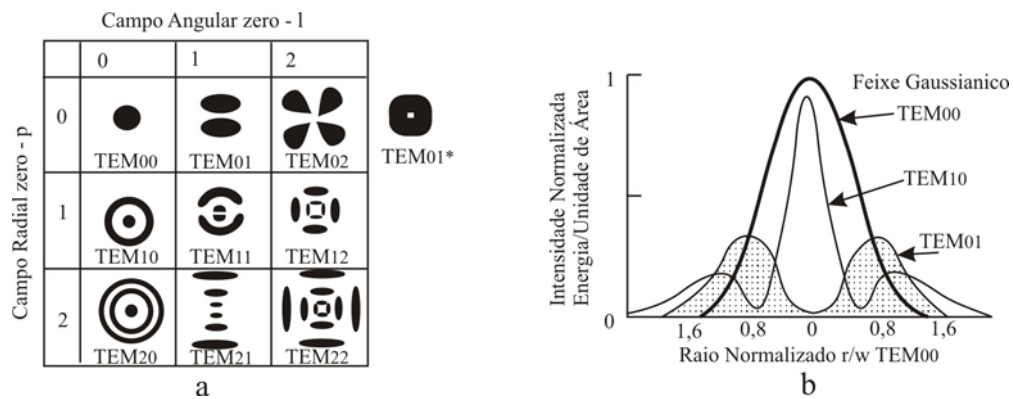 Campo Angular zero - l
Campo Radial zero - p
0 1 2
0
TEM00 TEM01 TEM02 TEM01*
1
TEM10 TEM11 TEM12
2
TEM20 TEM21 TEM22
a
Intensidade Normalizada
Energia/Unidade de Área
1
0
Feixe Gaussianico
TEM00
TEM10
TEM01
1,6 0,8 0 0,8 1,6
Raio Normalizado r/w TEM00
b